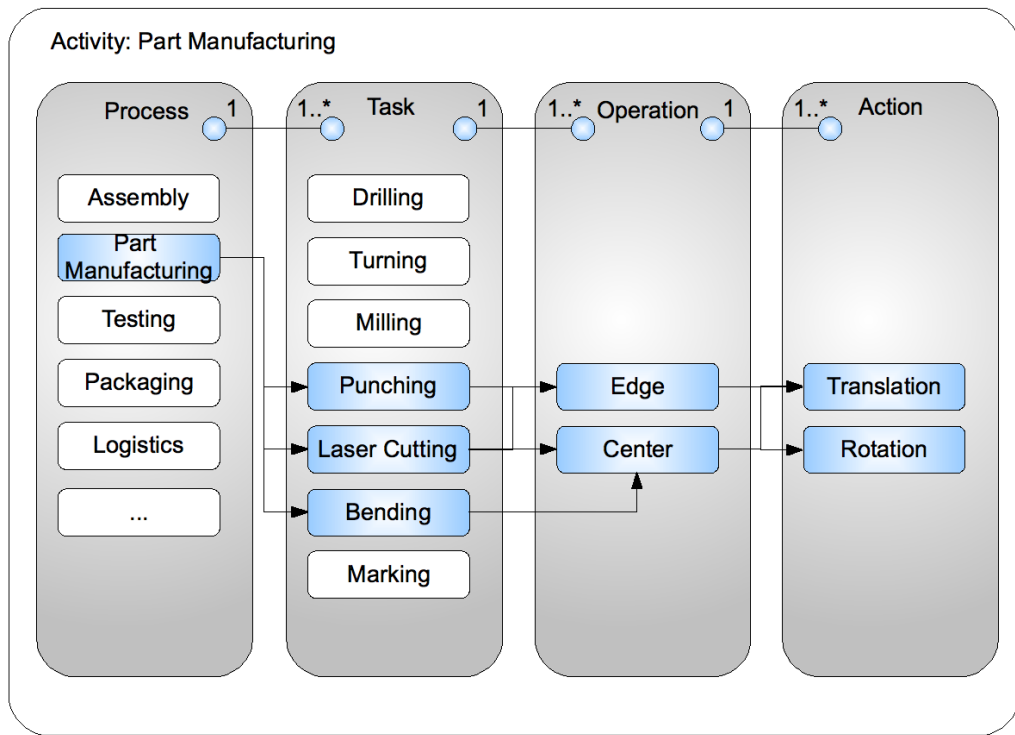 Activity: Part Manufacturing
Process
1
1..*
Task
1
1..*
Operation
1
1..*
Action
Assembly
Part
Manufacturing
Testing
Packaging
Logistics
...
Drilling
Turning
Milling
Punching
Laser Cutting
Bending
Marking
Edge
Center
Translation
Rotation